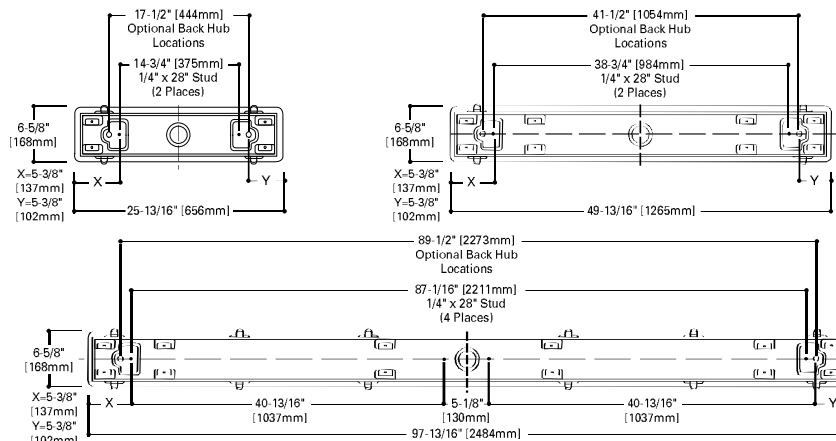 17-1/2" [444mm]
Optional Back Hub
Locations
14-3/4" [375mm]
1/4" x 28" Stud
(2 Places)
6-5/8"
[168mm]
X=5-3/8"
[137mm]
Y=5-3/8"
[102mm]
X
Y
25-13/16" [656mm]
41-1/2" [1054mm]
Optional Back Hub
Locations
38-3/4" [984mm]
1/4" x 28" Stud
(2 Places)
6-5/8"
[168mm]
X=5-3/8"
[137mm]
Y=5-3/8"
[102mm]
X
Y
49-13/16" [1265mm]
89-1/2" [2273mm]
Optional Back Hub
Locations
87-1/16" [2211mm]
1/4" x 28" Stud
(4 Places)
6-5/8"
[168mm]
X=5-3/8"
[137mm]
Y=5-3/8"
[102mm]
X
40-13/16"
[1037mm]
5-1/8"
[130mm]
40-13/16"
[1037mm]
Y
97-13/16" [2484mm]